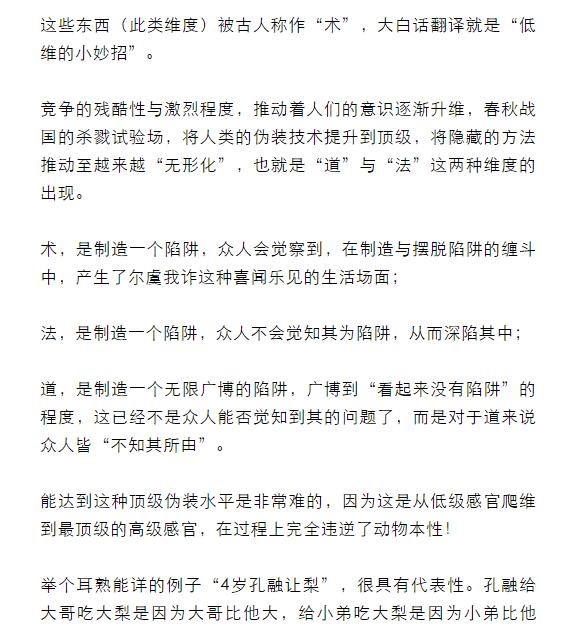 这些东西（此类维度）被古人称作“术”，大白话翻译就是“低
维的小妙招”。
竞争的残酷性与激烈程度，推动着人们的意识逐渐升维，春秋战
国的杀戮试验场，将人类的伪装技术提升到顶级，将隐藏的方法
推动至越来越“无形化”，也就是“道”与“法”这两种维度的
出现。
术，是制造一个陷阱，众人会觉察到，在制造与摆脱陷阱的缠斗
中，产生了尔虞我诈这种喜闻乐见的生活场面；
法，是制造一个陷阱，众人不会觉知其为陷阱，从而深陷其中；
道，是制造一个无限广博的陷阱，广博到“看起来没有陷阱”的
程度，这已经不是众人能否觉知到其的问题了，而是对于道来说
众人皆“不知其所由”。
能达到这种顶级伪装水平是非常难的，因为这是从低级感官爬维
到最顶级的高级感官，在过程上完全违逆了动物本性！
举个耳熟能详的例子“4岁孔融让梨”，很具有代表性。孔融给
大哥吃大梨是因为大哥比他大，给小弟吃大梨是因为小弟比他